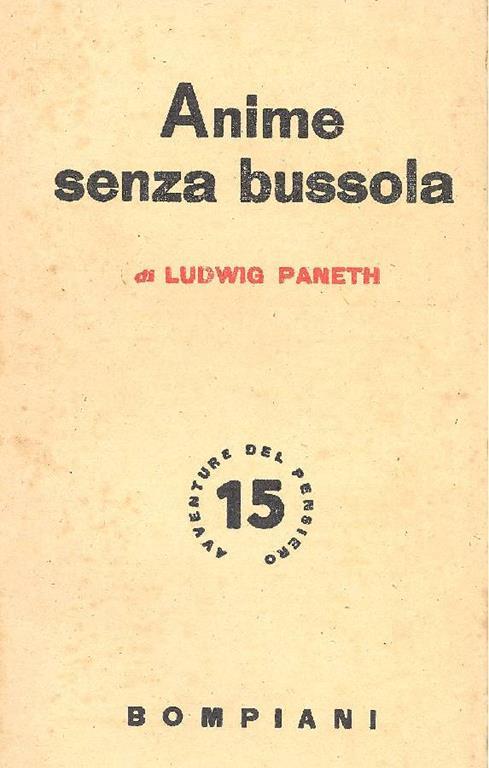 Anime
senza bussola
di LUDWIG PANETH
AVVENTURE DEL PENSIERO
15
BOMPIANI